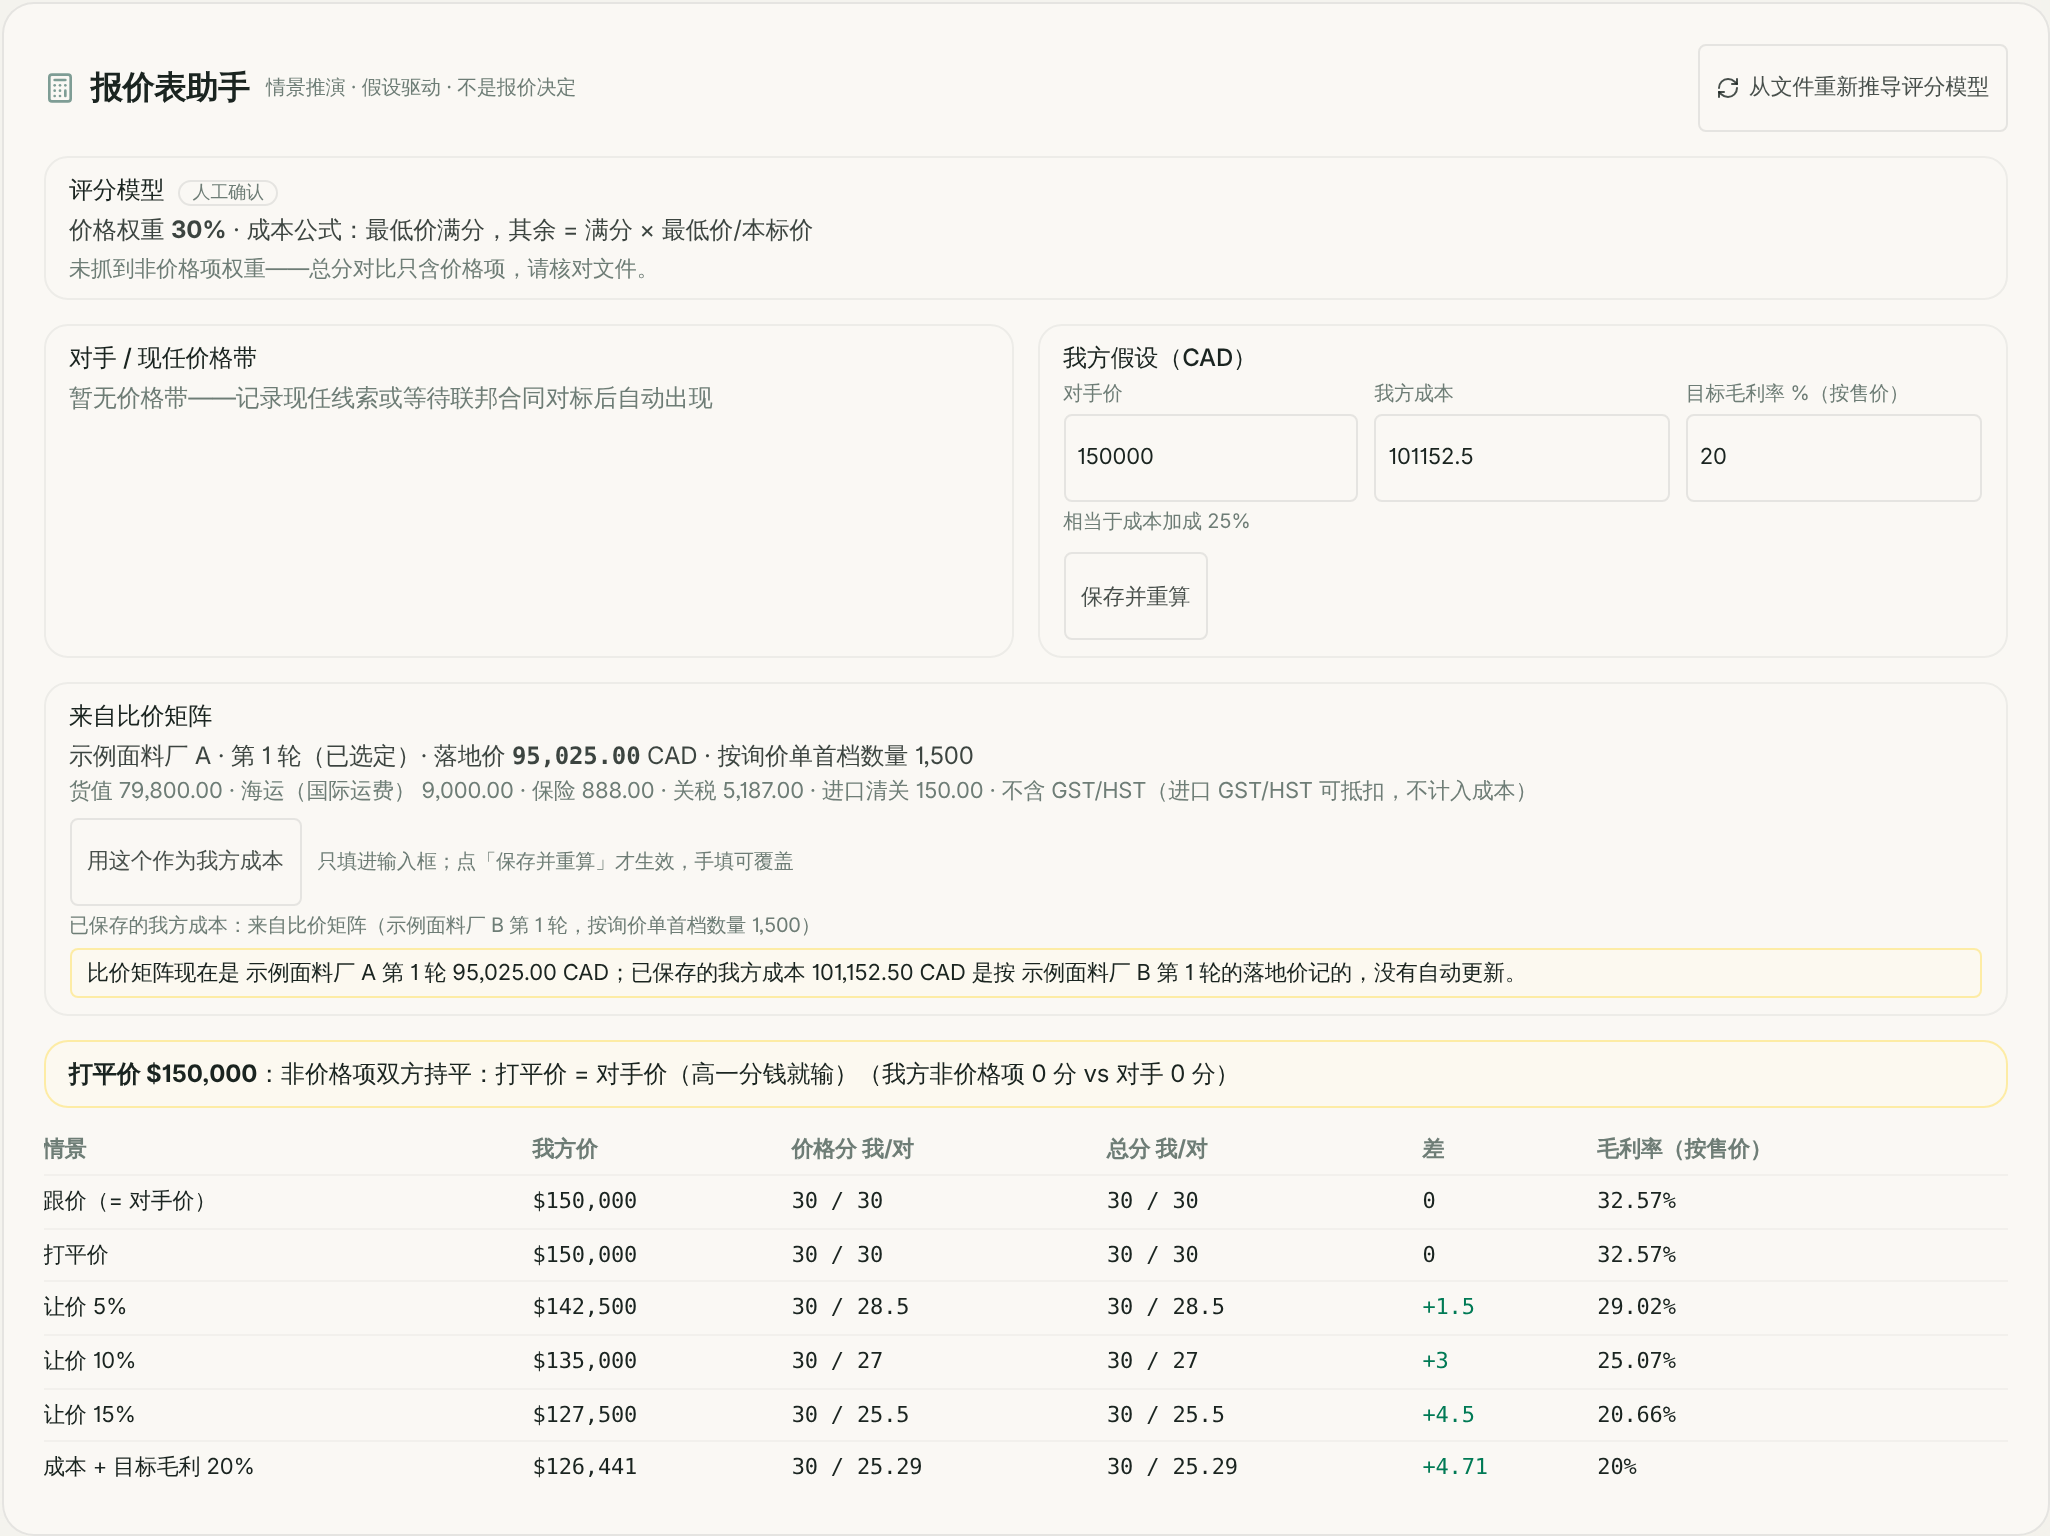 报价表助手 情景推演 · 假设驱动 · 不是报价决定
从文件重新推导评分模型
评分模型 人工确认
价格权重 30% · 成本公式：最低价满分，其余 = 满分 × 最低价/本标价
未抓到非价格项权重——总分对比只含价格项，请核对文件。
对手 / 现任价格带
暂无价格带——记录现任线索或等待联邦合同对标后自动出现
我方假设（CAD）
对手价 我方成本 目标毛利率 %（按售价）
150000 101152.5 20
相当于成本加成 25%
保存并重算
来自比价矩阵
示例面料厂 A · 第 1 轮（已选定）· 落地价 95,025.00 CAD · 按询价单首档数量 1,500
货值 79,800.00 · 海运（国际运费） 9,000.00 · 保险 888.00 · 关税 5,187.00 · 进口清关 150.00 · 不含 GST/HST（进口 GST/HST 可抵扣，不计入成本）
用这个作为我方成本 只填进输入框；点「保存并重算」才生效，手填可覆盖
已保存的我方成本：来自比价矩阵（示例面料厂 B 第 1 轮，按询价单首档数量 1,500）
比价矩阵现在是 示例面料厂 A 第 1 轮 95,025.00 CAD；已保存的我方成本 101,152.50 CAD 是按 示例面料厂 B 第 1 轮的落地价记的，没有自动更新。
打平价 $150,000：非价格项双方持平：打平价 = 对手价（高一分钱就输）（我方非价格项 0 分 vs 对手 0 分）
情景 我方价 价格分 我/对 总分 我/对 差 毛利率（按售价）
跟价（= 对手价） $150,000 30 / 30 30 / 30 0 32.57%
打平价 $150,000 30 / 30 30 / 30 0 32.57%
让价 5% $142,500 30 / 28.5 30 / 28.5 +1.5 29.02%
让价 10% $135,000 30 / 27 30 / 27 +3 25.07%
让价 15% $127,500 30 / 25.5 30 / 25.5 +4.5 20.66%
成本 + 目标毛利 20% $126,441 30 / 25.29 30 / 25.29 +4.71 20%